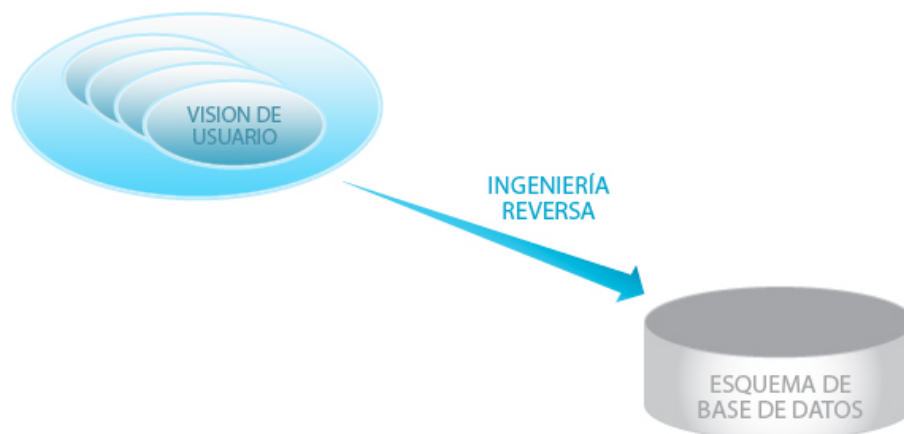 VISION DE
USUARIO
INGENIERÍA
REVERSA
ESQUEMA DE
BASE DE DATOS